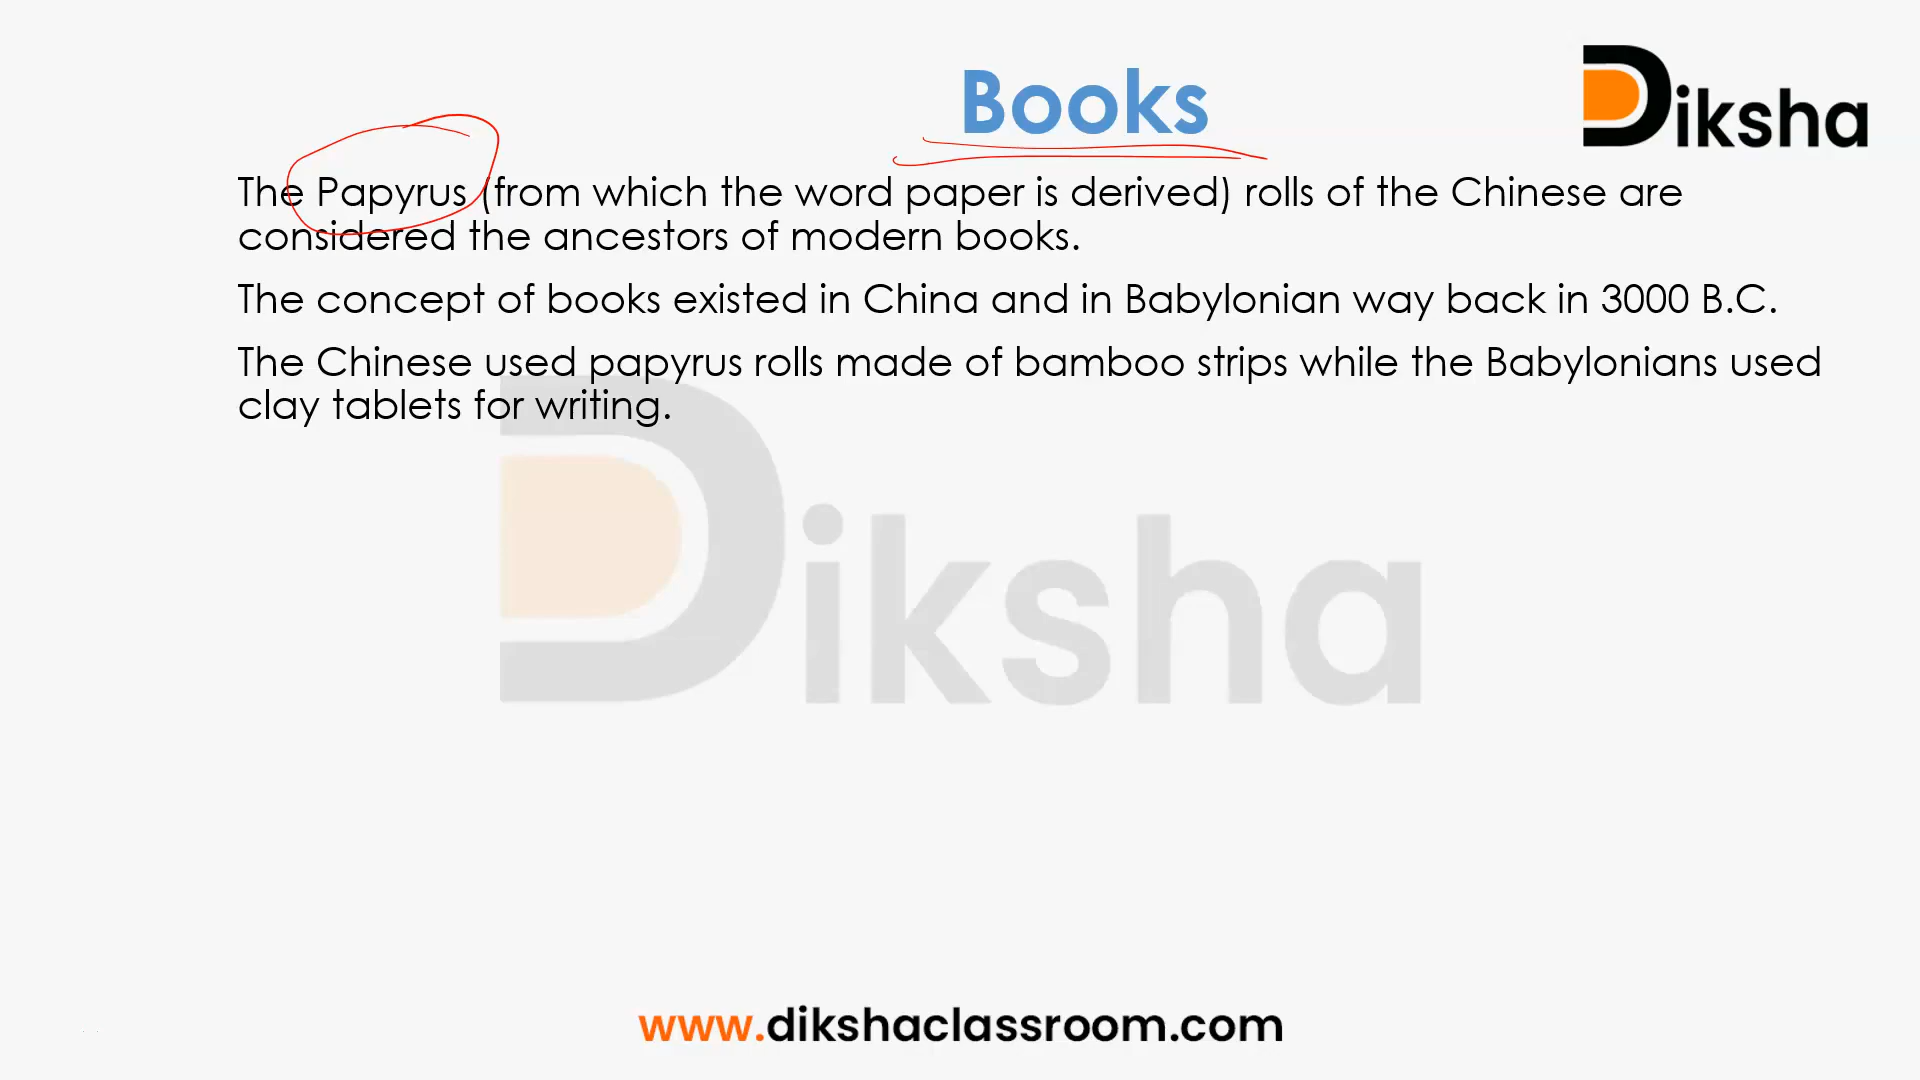 Books
Diksha
The Papyrus (from which the word paper is derived) rolls of the Chinese are
considered the ancestors of modern books.
The concept of books existed in China and in Babylonian way back in 3000 B.C.
The Chinese used papyrus rolls made of bamboo strips while the Babylonians used
clay tablets for writing.
Diksha
www.dikshaclassroom.com